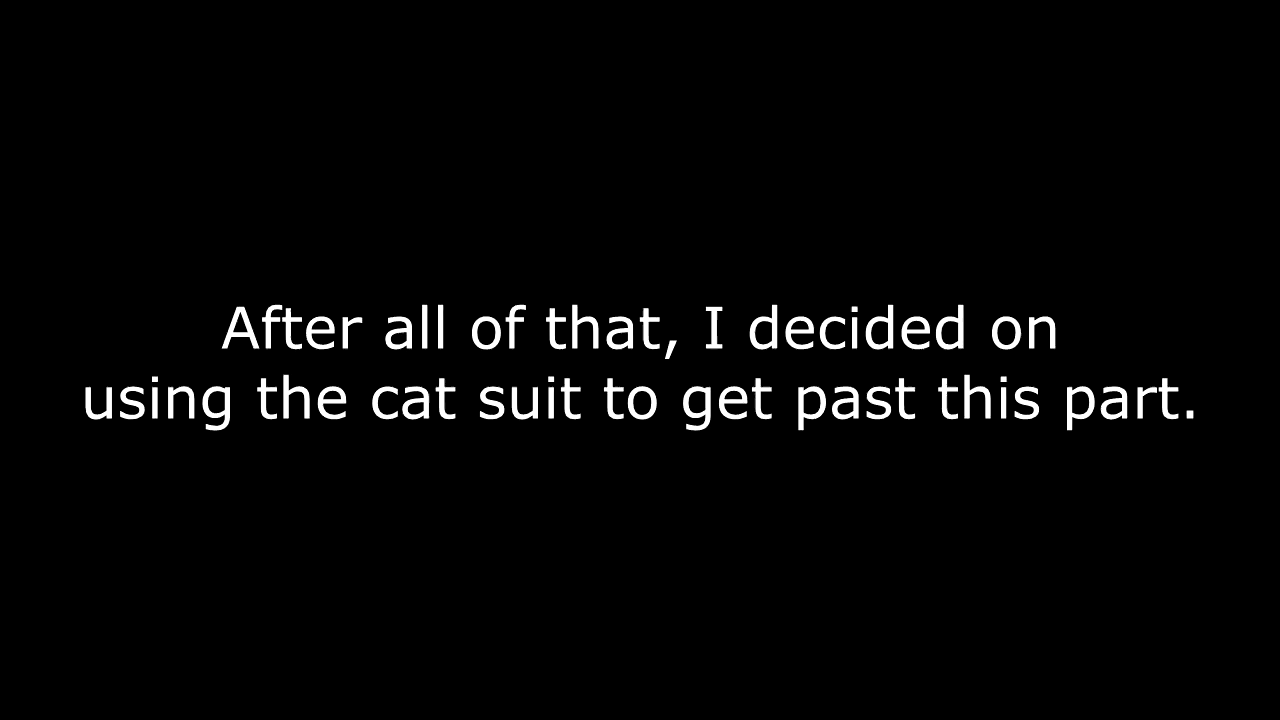 After all of that, I decided on
using the cat suit to get past this part.